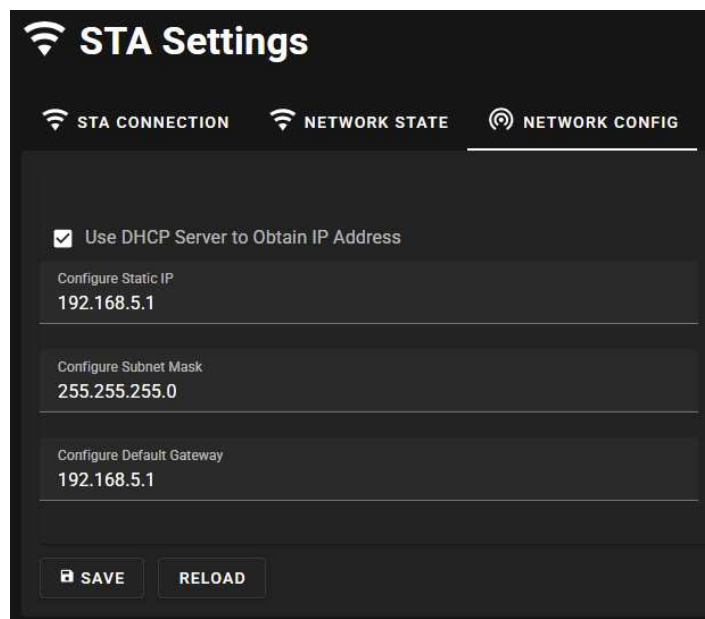 STA Settings
STA CONNECTION
NETWORK STATE
NETWORK CONFIG
Use DHCP Server to Obtain IP Address
Configure Static IP
192.168.5.1
Configure Subnet Mask
255.255.255.0
Configure Default Gateway
192.168.5.1
SAVE
RELOAD